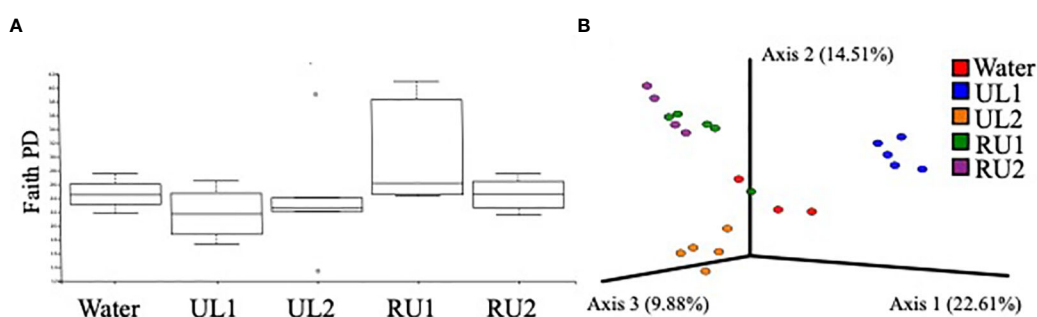 A
Faith PD
Water UL1 UL2 RU1 RU2
B
Axis 2 (14.51%)
Water
UL1
UL2
RU1
RU2
Axis 3 (9.88%)
Axis 1 (22.61%)